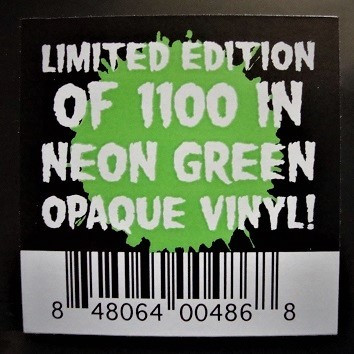 LIMITED EDITION
OF 1100 IN
NEON GREEN
OPAQUE VINYL!
8 48064 00486 8